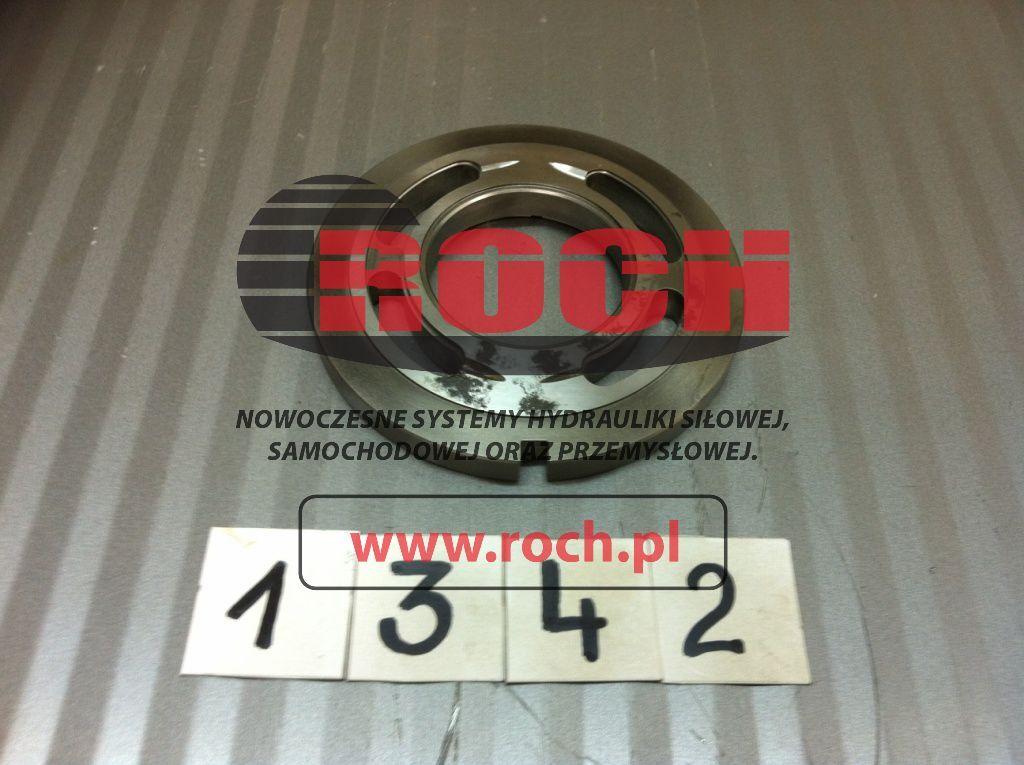 ROCH
NOWOCZESNE SYSTEMY HYDRAULIKI SIŁOWEJ,
SAMOCHODOWEJ ORAZ PRZEMYSŁOWEJ.
www.roch.pl
1 3 4 2